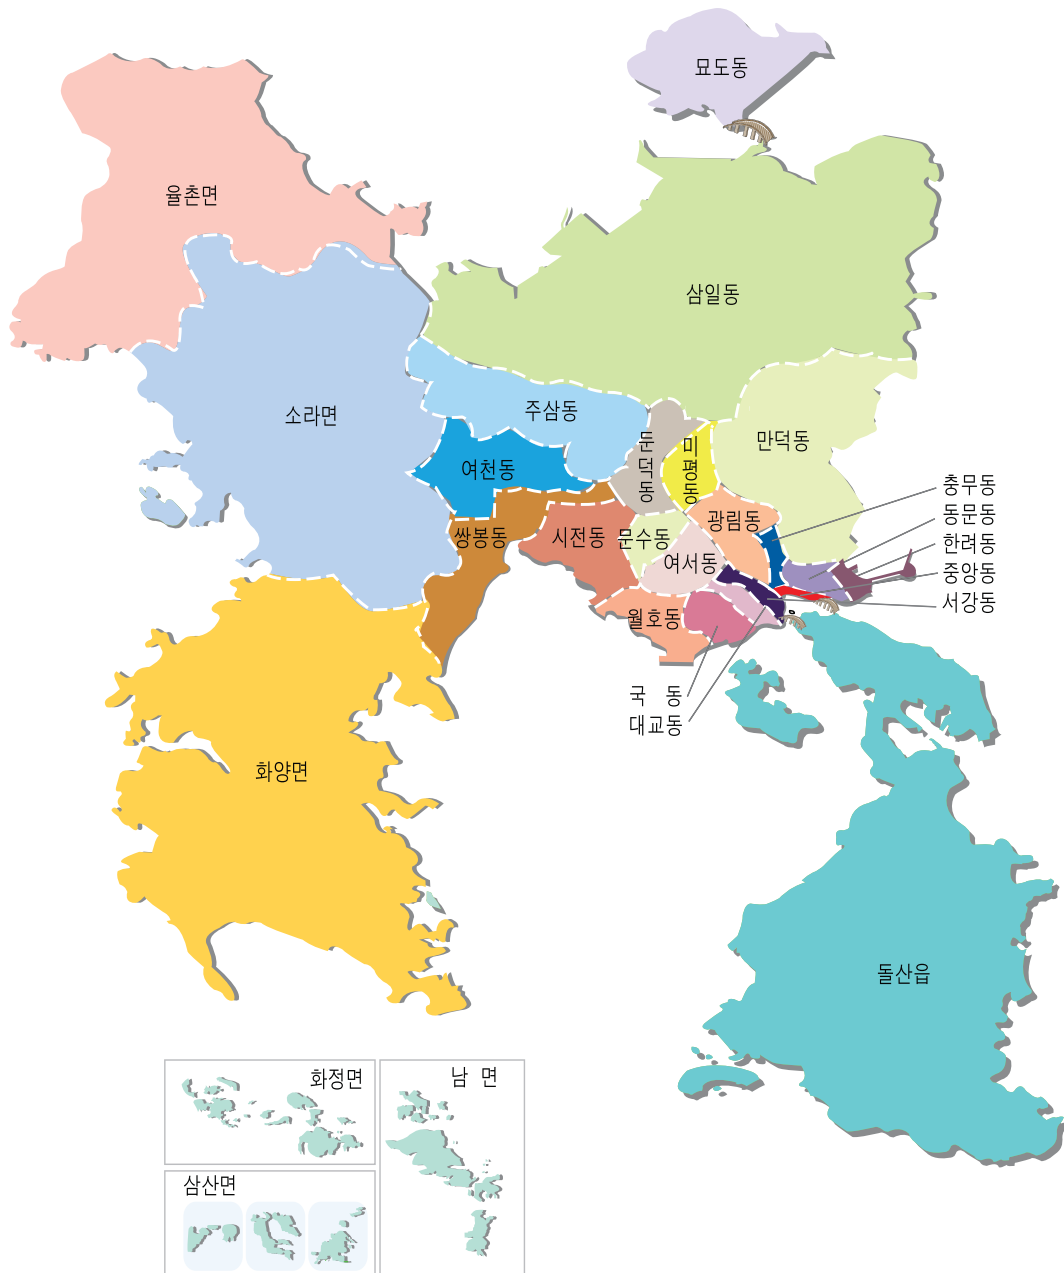 묘도동
율촌면
삼일동
소라면
주삼동
둔덕동
미평동
만덕동
여천동
충무동
광림동
동문동
쌍봉동
시전동
문수동
한려동
여서동
중앙동
서강동
월호동
국 동
대교동
화양면
돌산읍
화정면
남 면
삼산면